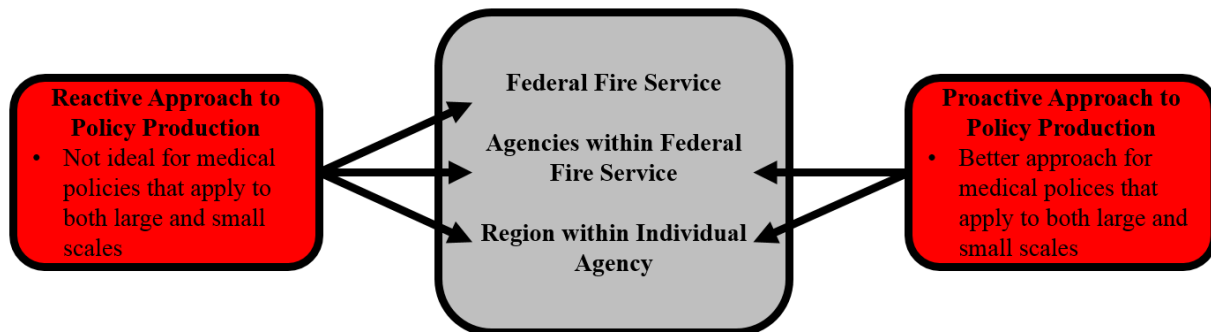 Reactive Approach to
Policy Production
• Not ideal for medical
policies that apply to
both large and small
scales
Federal Fire Service
Agencies within Federal
Fire Service
Region within Individual
Agency
Proactive Approach to
Policy Production
• Better approach for
medical polices that
apply to both large and
small scales